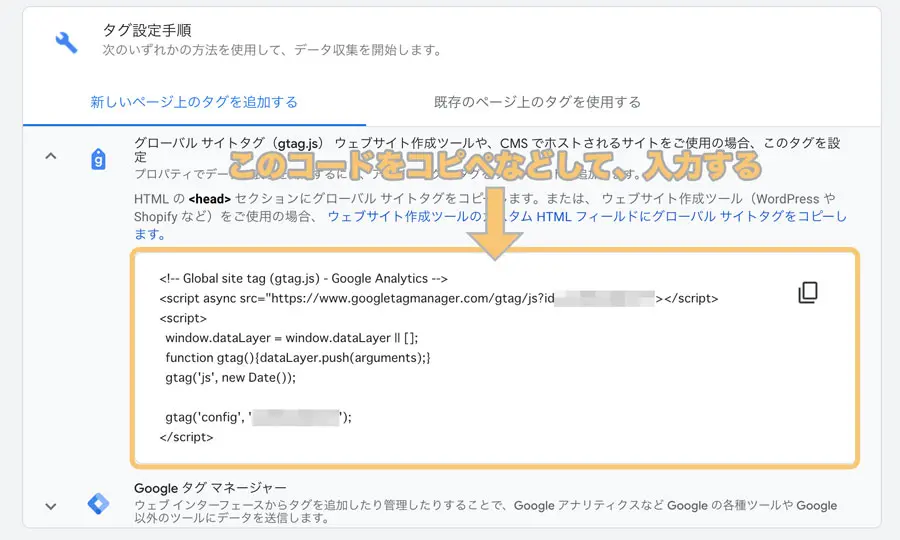 タグ設定手順
次のいずれかの方法を使用して、データ収集を開始します。
新しいページ上のタグを追加する
既存のページ上のタグを使用する
グローバル サイトタグ（gtag.js） ウェブサイト作成ツールや、CMS でホストされるサイトをご使用の場合、このタグを設
定
このコードをコピペなどして、入力する
プロパティでデー
HTML の <head> セクションにグローバル サイトタグをコピー します。または、 ウェブサイト作成ツール（WordPress や
Shopify など）をご使用の場合、 ウェブサイト作成ツールの スタム HTML フィールドにグローバル サイトタグをコピーし
ます。
<!-- Global site tag (gtag.js) - Google Analytics -->
<script async src="https://www.googletagmanager.com/gtag/js?id ></script>
<script>
window.dataLayer = window.dataLayer || [];
function gtag(){dataLayer.push(arguments);}
gtag('js', new Date());
gtag('config', ' ');
</script>
Google タグ マネージャー
ウェブ インターフェースからタグを追加したり管理したりすることで、Google アナリティクスなど Google の各種ツールや Google
以外のツールにデータを送信します。